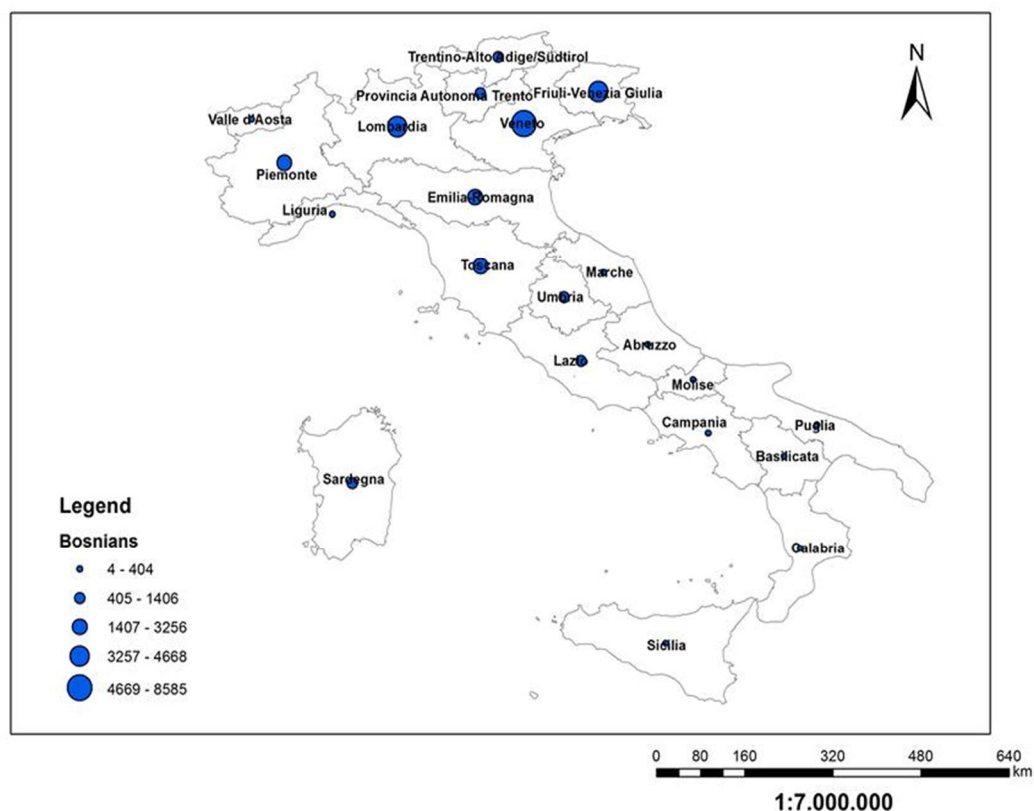 N
Trentino-Alto Adige/Südtirol
Provincia Autonoma Trento
Friuli-Venezia Giulia
Valle d'Aosta
Lombardia
Veneto
Piemonte
Emilia-Romagna
Liguria
Toscana
Marche
Umbria
Abruzzo
Lazio
Molise
Campania
Puglia
Basilicata
Sardegna
Calabria
Sicilia
Legend
Bosnians
4 - 404
405 - 1406
1407 - 3256
3257 - 4668
4669 - 8585
0 80 160 320 480 640
km
1:7.000.000